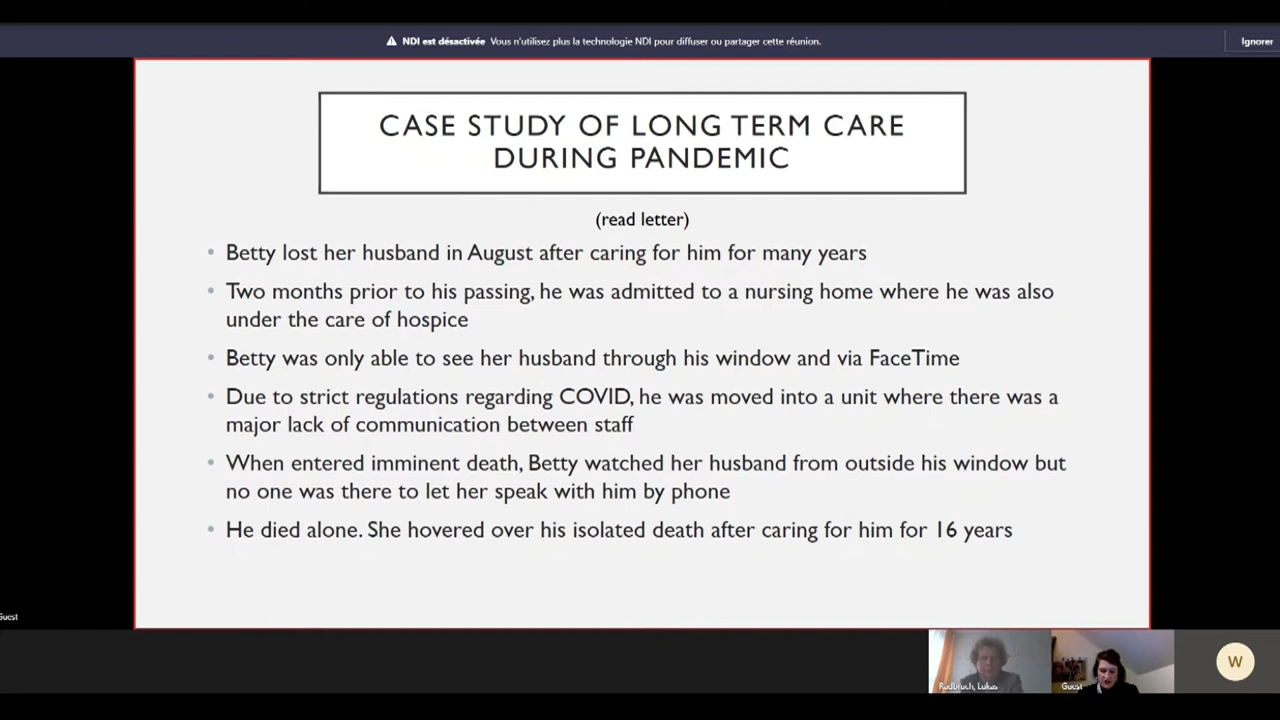 NDI est désactivée Vous n'utilisez plus la technologie NDI pour diffuser ou partager cette réunion.
Ignorer
CASE STUDY OF LONG TERM CARE
DURING PANDEMIC
(read letter)
• Betty lost her husband in August after caring for him for many years
• Two months prior to his passing, he was admitted to a nursing home where he was also
under the care of hospice
• Betty was only able to see her husband through his window and via FaceTime
• Due to strict regulations regarding COVID, he was moved into a unit where there was a
major lack of communication between staff
• When entered imminent death, Betty watched her husband from outside his window but
no one was there to let her speak with him by phone
• He died alone. She hovered over his isolated death after caring for him for 16 years
Guest
Radbruch, Lukas
Guest
W